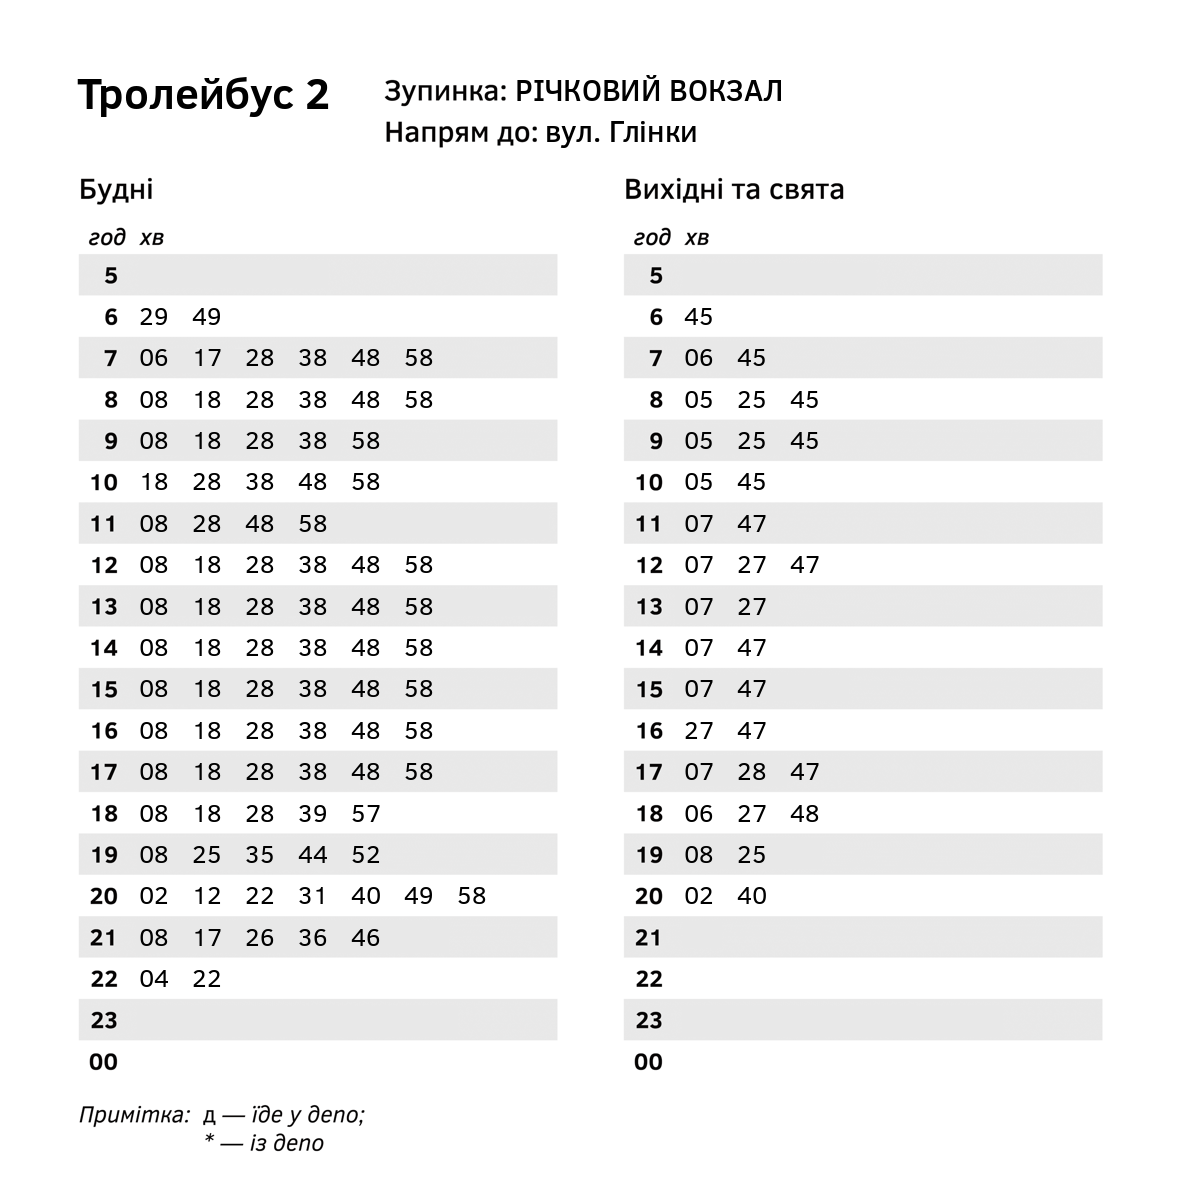 Тролейбус 2
Зупинка: РІЧКОВИЙ ВОКЗАЛ
Напрям до: вул. Глінки
Будні
год хв
5
6 29 49
7 06 17 28 38 48 58
8 08 18 28 38 48 58
9 08 18 28 38 58
10 18 28 38 48 58
11 08 28 48 58
12 08 18 28 38 48 58
13 08 18 28 38 48 58
14 08 18 28 38 48 58
15 08 18 28 38 48 58
16 08 18 28 38 48 58
17 08 18 28 38 48 58
18 08 18 28 39 57
19 08 25 35 44 52
20 02 12 22 31 40 49 58
21 08 17 26 36 46
22 04 22
23
00
Вихідні та свята
год хв
5
6 45
7 06 45
8 05 25 45
9 05 25 45
10 05 45
11 07 47
12 07 27 47
13 07 27
14 07 47
15 07 47
16 27 47
17 07 28 47
18 06 27 48
19 08 25
20 02 40
21
22
23
00
Примітка: д — їде у депо;
* — із депо